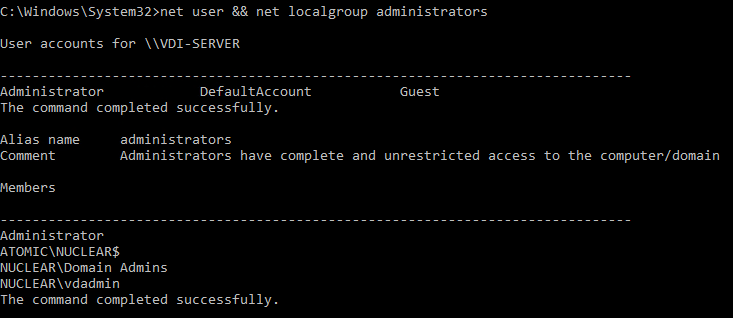 C:\Windows\System32>net user && net localgroup administrators
User accounts for \\VDI-SERVER
-------------------------------------------------------------------------------
Administrator            DefaultAccount           Guest
The command completed successfully.
Alias name     administrators
Comment        Administrators have complete and unrestricted access to the computer/domain
Members
-------------------------------------------------------------------------------
Administrator
ATOMIC\NUCLEAR$
NUCLEAR\Domain Admins
NUCLEAR\vdadmin
The command completed successfully.